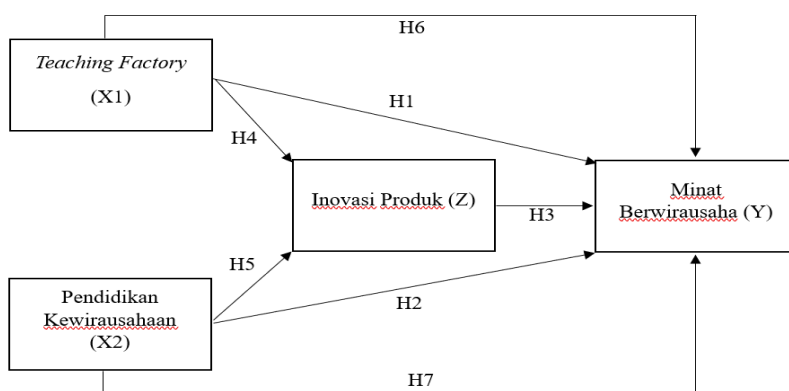 H6
Teaching Factory
(X1)
H1
H4
Inovasi Produk (Z)
H3
Minat
Berwirausaha (Y)
H5
Pendidikan
Kewirausahaan
(X2)
H2
H7